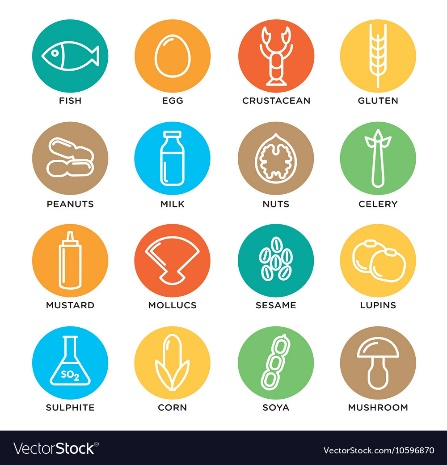 FISH EGG CRUSTACEAN GLUTEN
PEANUTS MILK NUTS CELERY
MUSTARD MOLLUCS SESAME LUPINS
SO2
SULPHITE CORN SOYA MUSHROOM
VectorStock® VectorStock.com/10596870